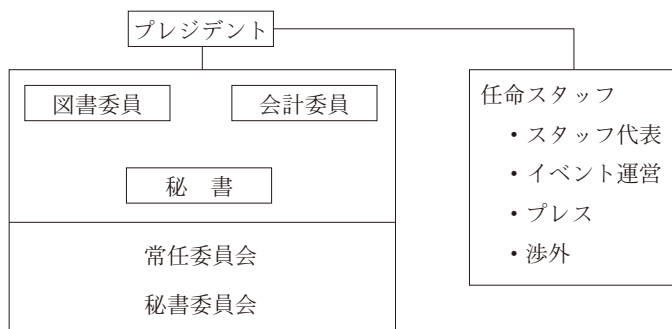 プレジデント
図書委員
会計委員
秘　書
常任委員会
秘書委員会
任命スタッフ
・スタッフ代表
・イベント運営
・プレス
・渉外